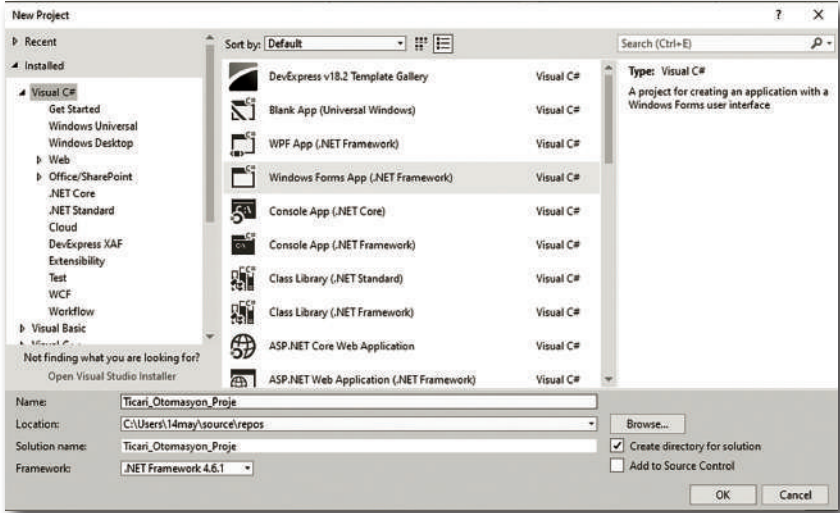 New Project
? X
Recent
Installed
Visual C#
Get Started
Windows Universal
Windows Desktop
Web
Office/SharePoint
.NET Core
.NET Standard
Cloud
DevExpress XAF
Extensibility
Test
WCF
Workflow
Visual Basic
Not finding what you are looking for?
Open Visual Studio Installer
Sort by: Default
DevExpress v18.2 Template Gallery Visual C#
Blank App (Universal Windows) Visual C#
WPF App (.NET Framework) Visual C#
Windows Forms App (.NET Framework) Visual C#
Console App (.NET Core) Visual C#
Console App (.NET Framework) Visual C#
Class Library (.NET Standard) Visual C#
Class Library (.NET Framework) Visual C#
ASP.NET Core Web Application Visual C#
ASP.NET Web Application (.NET Framework) Visual C#
Search (Ctrl+E)
Type: Visual C#
A project for creating an application with a
Windows Forms user interface
Name: Ticari_Otomasyon_Proje
Location: C:\Users\14may\source\repos
Browse...
Solution name: Ticari_Otomasyon_Proje
Create directory for solution
Framework: .NET Framework 4.6.1
Add to Source Control
OK Cancel